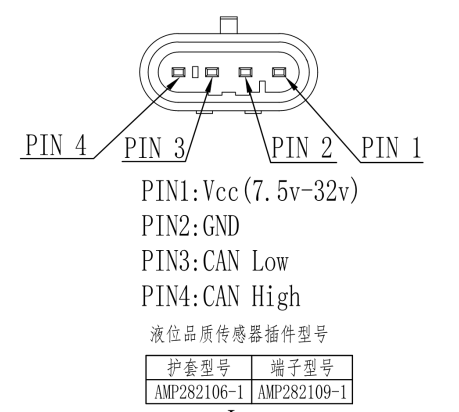 PIN 4 PIN 3 PIN 2 PIN 1
PIN1:Vcc(7.5v-32v)
PIN2:GND
PIN3:CAN Low
PIN4:CAN High
液位品质传感器插件型号
护套型号 端子型号
AMP282106-1 AMP282109-1